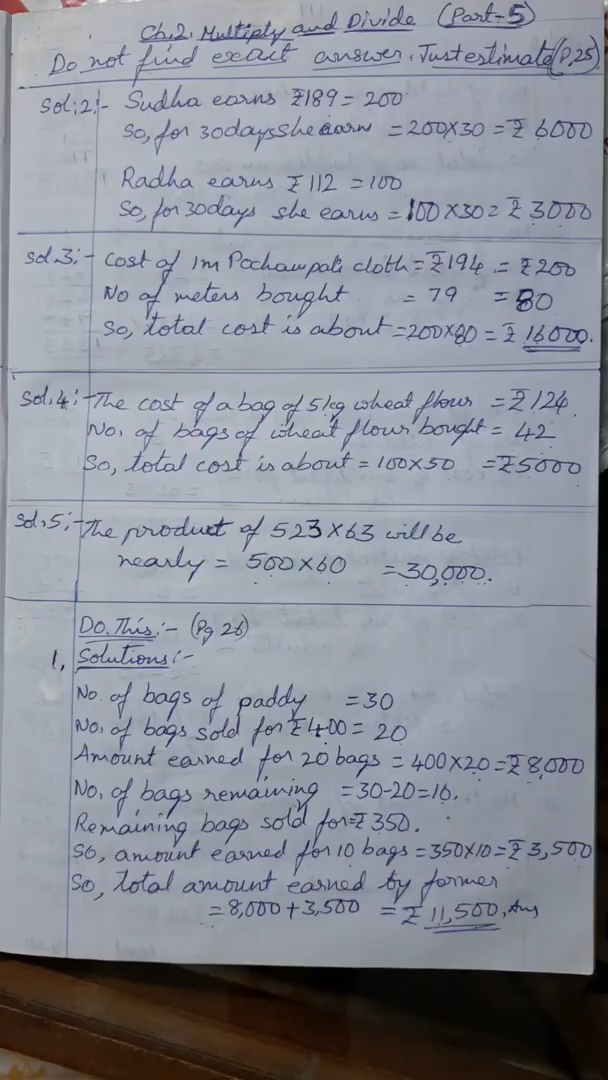 Ch.2. Multiply and Divide (Part-5)
Do not find exact answer. Just estimate (P,25)
Sol:2:- Sudha earns ₹189 = 200
So, for 30 days she earn = 200×30 = ₹ 6000
Radha earns ₹112 = 100
So, for 30 days she earns = 100×30 = ₹ 3000
Sol.3:- Cost of 1m Pochampali cloth = ₹194 = ₹200
No of meters bought = 79 = 80
So, total cost is about = 200×80 = ₹ 16000.
Sol.4:- The cost of a bag of 5kg wheat flour = ₹124.
No. of bags of wheat flour bought = 42
So, total cost is about = 100×50 = ₹5000
Sol.5:- The product of 523×63 will be
nearly = 500×60 = 30,000.
Do This:- (Pg 26)
1, Solutions:-
No. of bags of paddy = 30
No. of bags sold for ₹400 = 20
Amount earned for 20 bags = 400×20 = ₹8,000
No. of bags remaining = 30-20=10.
Remaining bags sold for = ₹350.
So, amount earned for 10 bags = 350×10 = ₹3,500
So, total amount earned by former
= 8,000 + 3,500 = ₹ 11,500. Ans